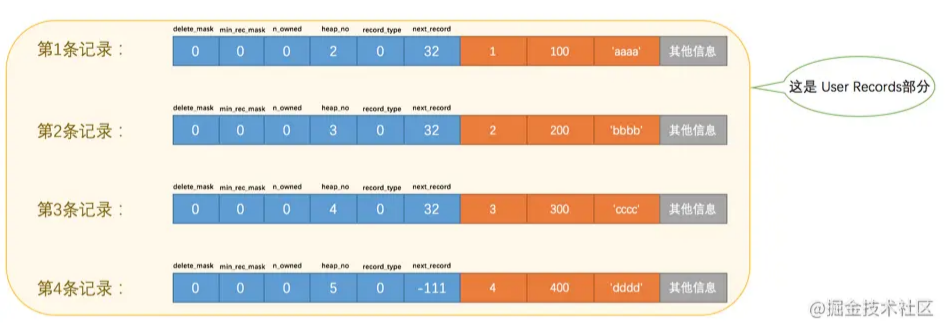 delete_mask min_rec_mask n_owned heap_no record_type next_record
第1条记录： 0 0 0 2 0 32 1 100 'aaaa' 其他信息
这是 User Records部分
delete_mask min_rec_mask n_owned heap_no record_type next_record
第2条记录： 0 0 0 3 0 32 2 200 'bbbb' 其他信息
delete_mask min_rec_mask n_owned heap_no record_type next_record
第3条记录： 0 0 0 4 0 32 3 300 'cccc' 其他信息
delete_mask min_rec_mask n_owned heap_no record_type next_record
第4条记录： 0 0 0 5 0 -111 4 400 'dddd' 其他信息
@掘金技术社区